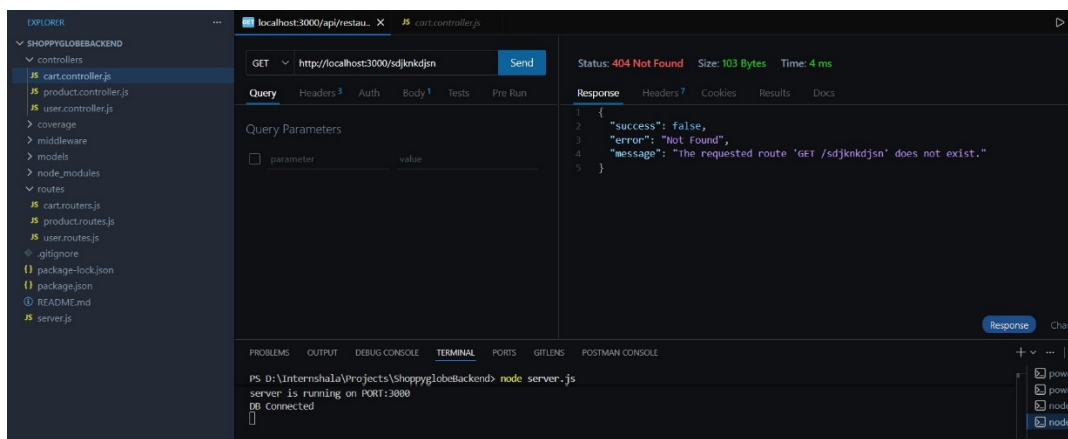 EXPLORER
SHOPPYGLOBEBACKEND
controllers
JS cart.controller.js
JS product.controller.js
JS user.controller.js
coverage
middleware
models
node_modules
routes
JS cart.routers.js
JS product.routes.js
JS user.routes.js
.gitignore
{} package-lock.json
{} package.json
README.md
JS server.js
GET localhost:3000/api/restau..
JS cart.controller.js
GET http://localhost:3000/sdjknkdjsn Send
Query Headers 3 Auth Body 1 Tests Pre Run
Query Parameters
parameter value
Status: 404 Not Found Size: 103 Bytes Time: 4 ms
Response Headers 7 Cookies Results Docs
1 {
2 "success": false,
3 "error": "Not Found",
4 "message": "The requested route 'GET /sdjknkdjsn' does not exist."
5 }
Response Cha
PROBLEMS OUTPUT DEBUG CONSOLE TERMINAL PORTS GITLENS POSTMAN CONSOLE
PS D:\Internshala\Projects\ShoppyglobeBackend> node server.js
server is running on PORT:3000
DB Connected
pow
pow
nod
nod